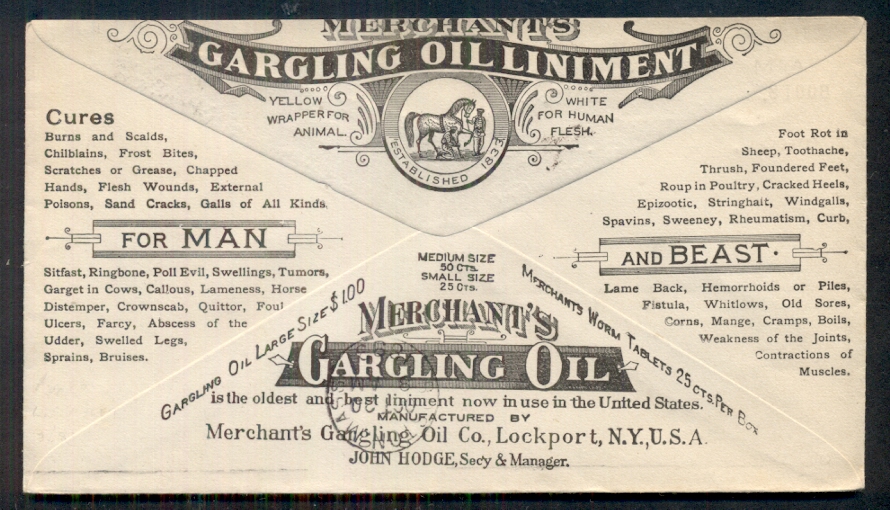 MERCHANT'S
GARGLING OIL LINIMENT
YELLOW
WRAPPER FOR
ANIMAL.
WHITE
FOR HUMAN
FLESH.
ESTABLISHED 1833.
Cures
Burns and Scalds,
Chilblains, Frost Bites,
Scratches or Grease, Chapped
Hands, Flesh Wounds, External
Poisons, Sand Cracks, Galls of All Kinds
FOR MAN
Sitfast, Ringbone, Poll Evil, Swellings, Tumors,
Garget in Cows, Callous, Lameness, Horse
Distemper, Crownscab, Quittor, Foul
Ulcers, Farcy, Abscess of the
Udder, Swelled Legs,
Sprains, Bruises.
Foot Rot in
Sheep, Toothache,
Thrush, Foundered Feet,
Roup in Poultry, Cracked Heels,
Epizootic, Stringhalt, Windgalls,
Spavins, Sweeney, Rheumatism, Curb,
AND BEAST.
Lame Back, Hemorrhoids or Piles,
Fistula, Whitlows, Old Sores,
Corns, Mange, Cramps, Boils,
Weakness of the Joints,
Contractions of
Muscles.
MEDIUM SIZE
50 CTS.
SMALL SIZE
25 CTS.
GARGLING OIL LARGE SIZE $1.00
MERCHANT'S WORM TABLETS 25 CTS. PER BOX
MERCHANT'S
GARGLING OIL
is the oldest and best liniment now in use in the United States.
MANUFACTURED BY
Merchant's Gargling Oil Co., Lockport, N.Y., U.S.A.
JOHN HODGE, Sec'y & Manager.
MASS